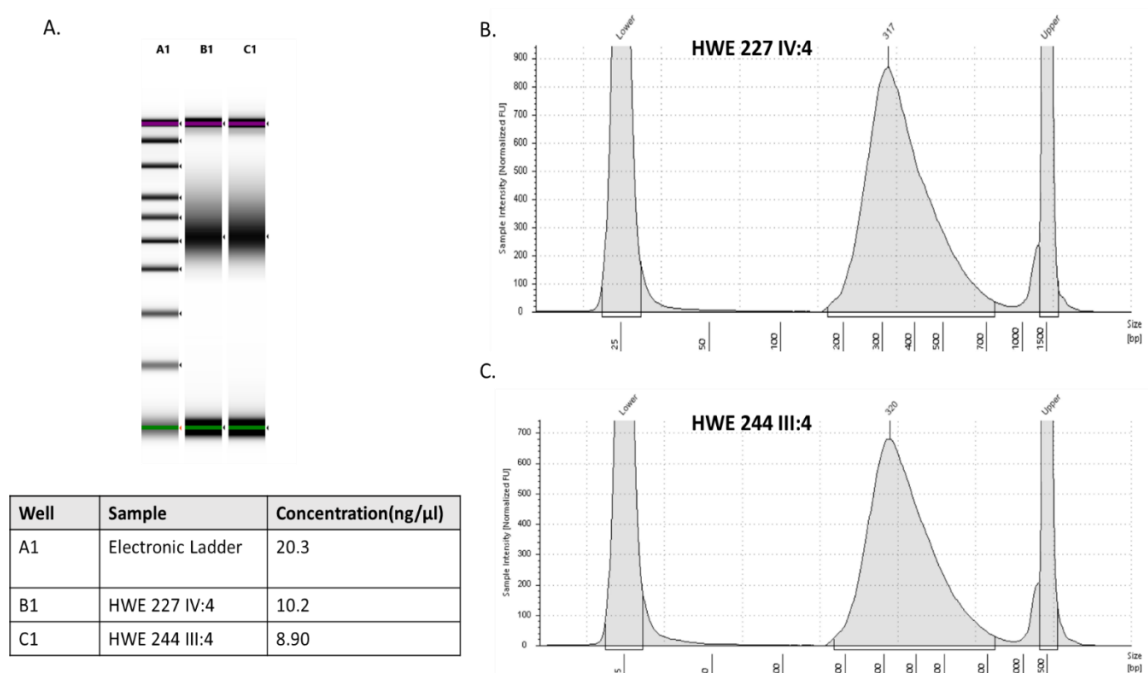 A.
A1 B1 C1
Well Sample Concentration(ng/µl)
A1 Electronic Ladder 20.3
B1 HWE 227 IV:4 10.2
C1 HWE 244 III:4 8.90
B.
HWE 227 IV:4
Lower 317 Upper
Sample Intensity [Normalized FU]
900
800
700
600
500
400
300
200
100
0
25 50 100 200 300 400 500 700 1000 1500
Size
[bp]
C.
HWE 244 III:4
Lower 320 Upper
Sample Intensity [Normalized FU]
700
600
500
400
300
200
100
0
Size
[bp]